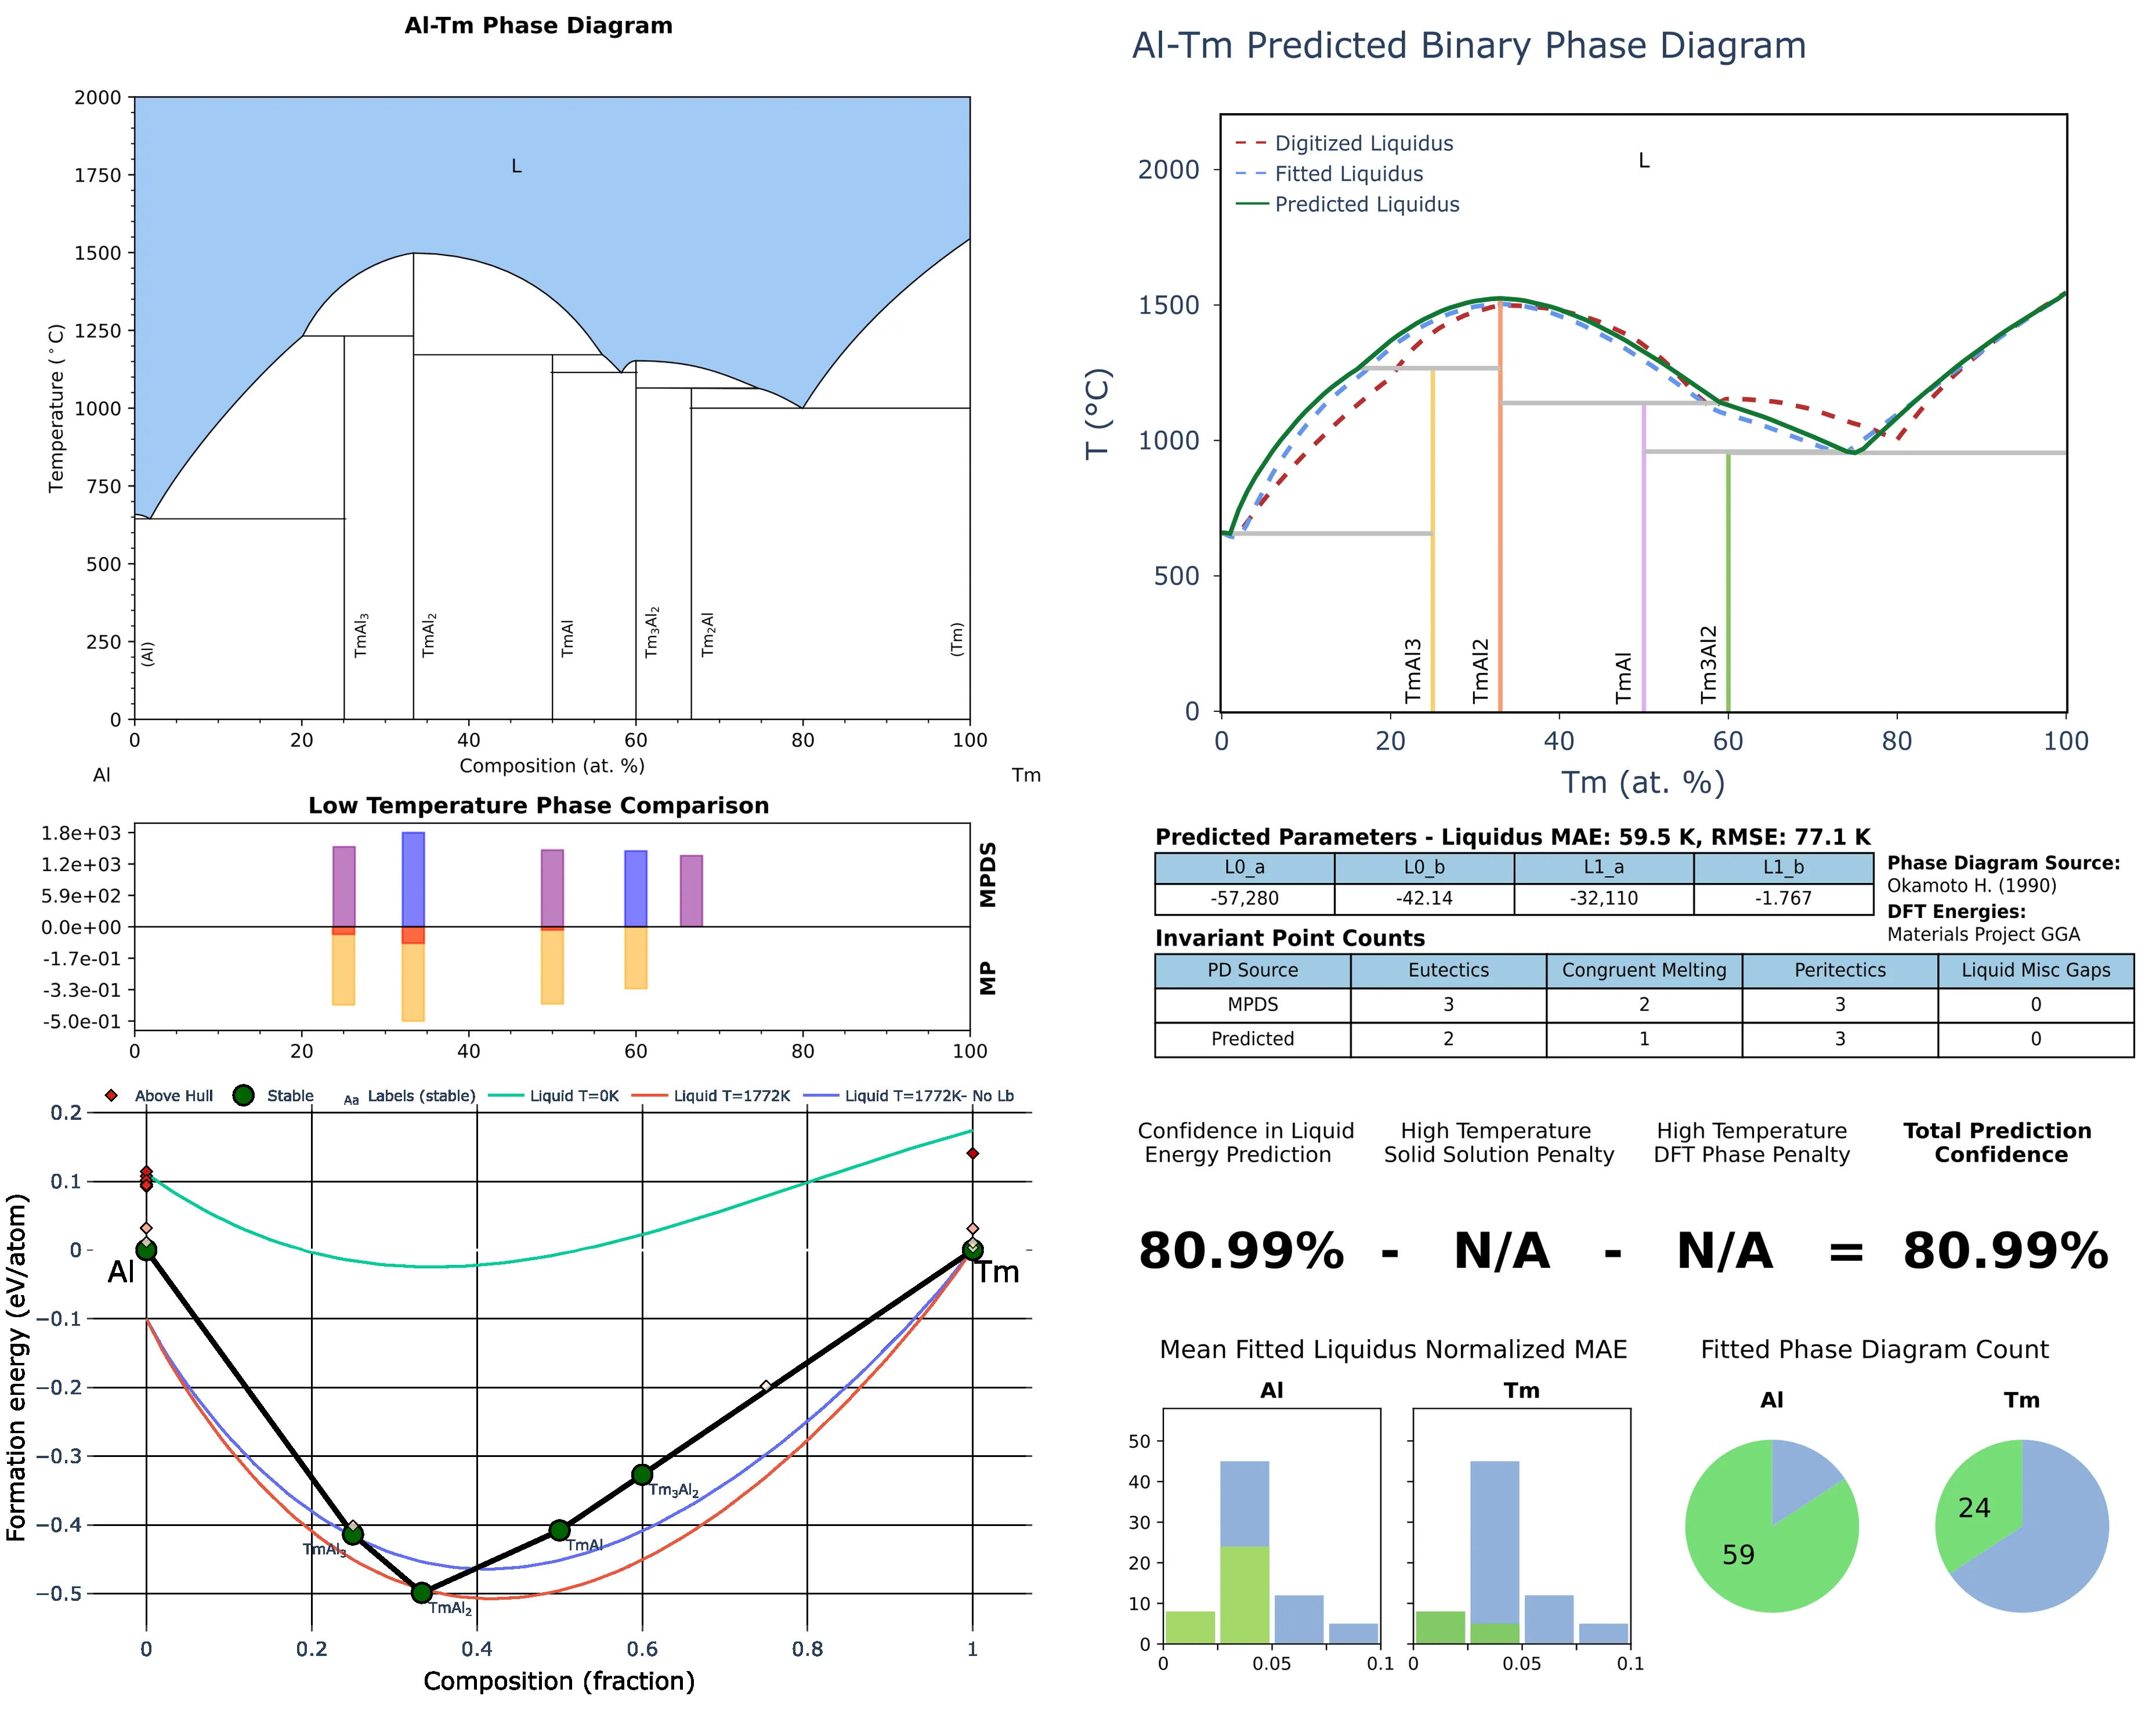 Al-Tm Phase Diagram
2000
1750
1500
1250
1000
750
500
250
0
Temperature (°C)
L
(Al)
TmAl₃
TmAl₂
TmAl
Tm₃Al₂
Tm₂Al
(Tm)
0 20 40 60 80 100
Composition (at. %)
Al Tm
Low Temperature Phase Comparison
1.8e+03
1.2e+03
5.9e+02
0.0e+00
-1.7e-01
-3.3e-01
-5.0e-01
MPDS
MP
0 20 40 60 80 100
Above Hull Stable Aa Labels (stable) Liquid T=0K Liquid T=1772K Liquid T=1772K- No Lb
0.2
0.1
0
−0.1
−0.2
−0.3
−0.4
−0.5
Formation energy (eV/atom)
Al
Tm
TmAl₃
TmAl₂
TmAl
Tm₃Al₂
0 0.2 0.4 0.6 0.8 1
Composition (fraction)
Al-Tm Predicted Binary Phase Diagram
Digitized Liquidus
Fitted Liquidus
Predicted Liquidus
L
2000
1500
1000
500
0
T (°C)
TmAl3
TmAl2
TmAl
Tm3Al2
0 20 40 60 80 100
Tm (at. %)
Predicted Parameters - Liquidus MAE: 59.5 K, RMSE: 77.1 K
L0_a L0_b L1_a L1_b
-57,280 -42.14 -32,110 -1.767
Phase Diagram Source:
Okamoto H. (1990)
DFT Energies:
Materials Project GGA
Invariant Point Counts
PD Source Eutectics Congruent Melting Peritectics Liquid Misc Gaps
MPDS 3 2 3 0
Predicted 2 1 3 0
Confidence in Liquid
Energy Prediction
High Temperature
Solid Solution Penalty
High Temperature
DFT Phase Penalty
Total Prediction
Confidence
80.99% - N/A - N/A = 80.99%
Mean Fitted Liquidus Normalized MAE
Al Tm
50
40
30
20
10
0
0 0.05 0.1
0 0.05 0.1
Fitted Phase Diagram Count
Al Tm
59
24